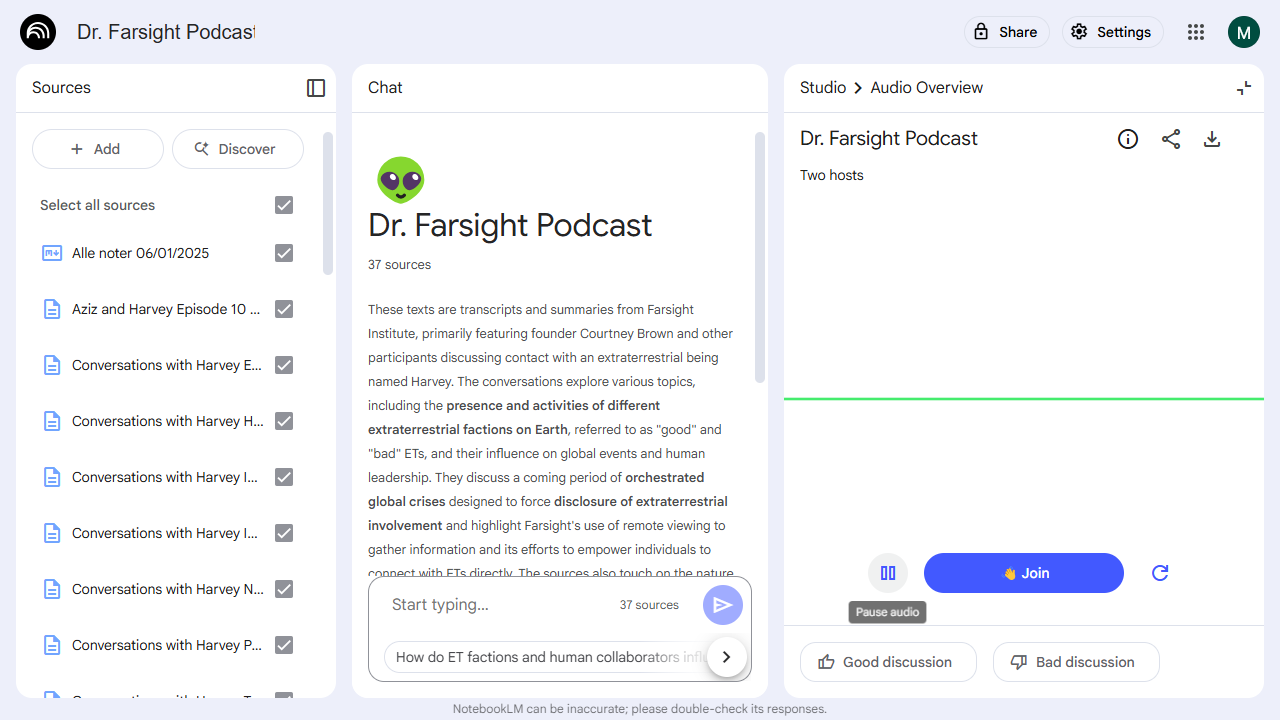 Dr. Farsight Podcast
Share
Settings
M
Sources
Add
Discover
Select all sources
Alle noter 06/01/2025
Aziz and Harvey Episode 10 ...
Conversations with Harvey E...
Conversations with Harvey H...
Conversations with Harvey I...
Conversations with Harvey I...
Conversations with Harvey N...
Conversations with Harvey P...
Chat
Dr. Farsight Podcast
37 sources
These texts are transcripts and summaries from Farsight
Institute, primarily featuring founder Courtney Brown and other
participants discussing contact with an extraterrestrial being
named Harvey. The conversations explore various topics,
including the presence and activities of different
extraterrestrial factions on Earth, referred to as "good" and
"bad" ETs, and their influence on global events and human
leadership. They discuss a coming period of orchestrated
global crises designed to force disclosure of extraterrestrial
involvement and highlight Farsight's use of remote viewing to
gather information and its efforts to empower individuals to
connect with ETs directly. The sources also touch on the nature
Start typing...
37 sources
How do ET factions and human collaborators
Studio > Audio Overview
Dr. Farsight Podcast
Two hosts
Join
Pause audio
Good discussion
Bad discussion
NotebookLM can be inaccurate; please double-check its responses.